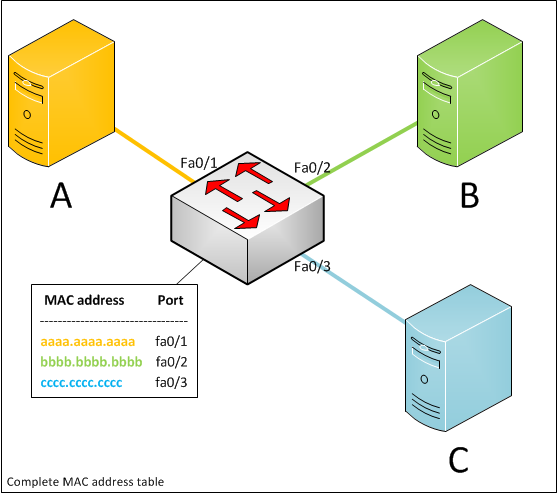 Fa0/1
Fa0/2
A
B
Fa0/3
MAC address Port
---------------------------------
aaaa.aaaa.aaaa fa0/1
bbbb.bbbb.bbbb fa0/2
cccc.cccc.cccc fa0/3
C
Complete MAC address table